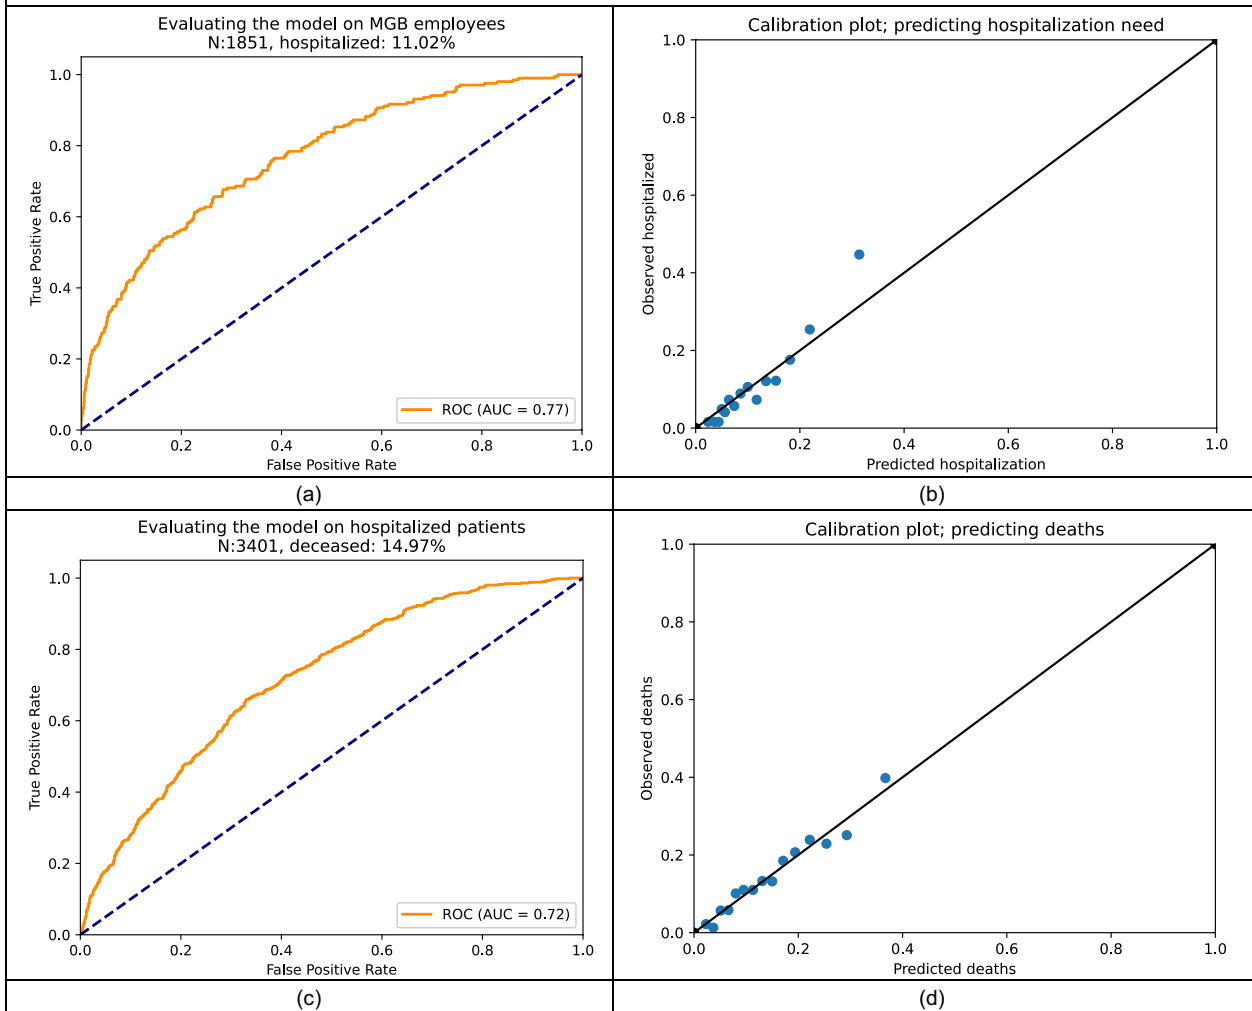 Evaluating the model on MGB employees
N:1851, hospitalized: 11.02%
True Positive Rate
1.0
0.8
0.6
0.4
0.2
0.0
0.0 0.2 0.4 0.6 0.8 1.0
False Positive Rate
ROC (AUC = 0.77)
(a)
Calibration plot; predicting hospitalization need
Observed hospitalized
1.0
0.8
0.6
0.4
0.2
0.0
0.0 0.2 0.4 0.6 0.8 1.0
Predicted hospitalization
(b)
Evaluating the model on hospitalized patients
N:3401, deceased: 14.97%
True Positive Rate
1.0
0.8
0.6
0.4
0.2
0.0
0.0 0.2 0.4 0.6 0.8 1.0
False Positive Rate
ROC (AUC = 0.72)
(c)
Calibration plot; predicting deaths
Observed deaths
1.0
0.8
0.6
0.4
0.2
0.0
0.0 0.2 0.4 0.6 0.8 1.0
Predicted deaths
(d)